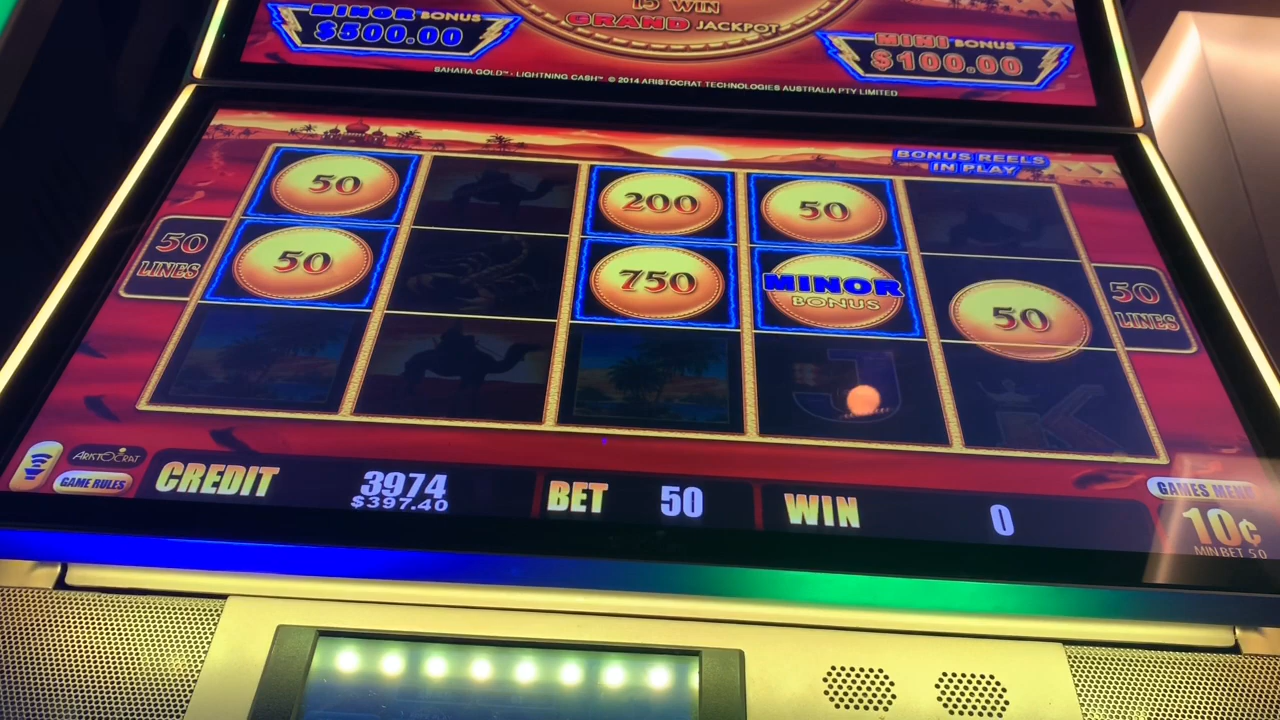 MINOR BONUS
$500.00
15 WIN
GRAND JACKPOT
MINI BONUS
$100.00
SAHARA GOLD™ - LIGHTNING CASH™ © 2014 ARISTOCRAT TECHNOLOGIES AUSTRALIA PTY LIMITED
BONUS REELS
IN PLAY
50
200
50
50
LINES
50
750
MINOR
BONUS
50
50
LINES
J
K
ARISTOCRAT
GAME RULES
CREDIT
3974
$397.40
BET
50
WIN
0
GAMES MENU
10¢
MIN BET 50